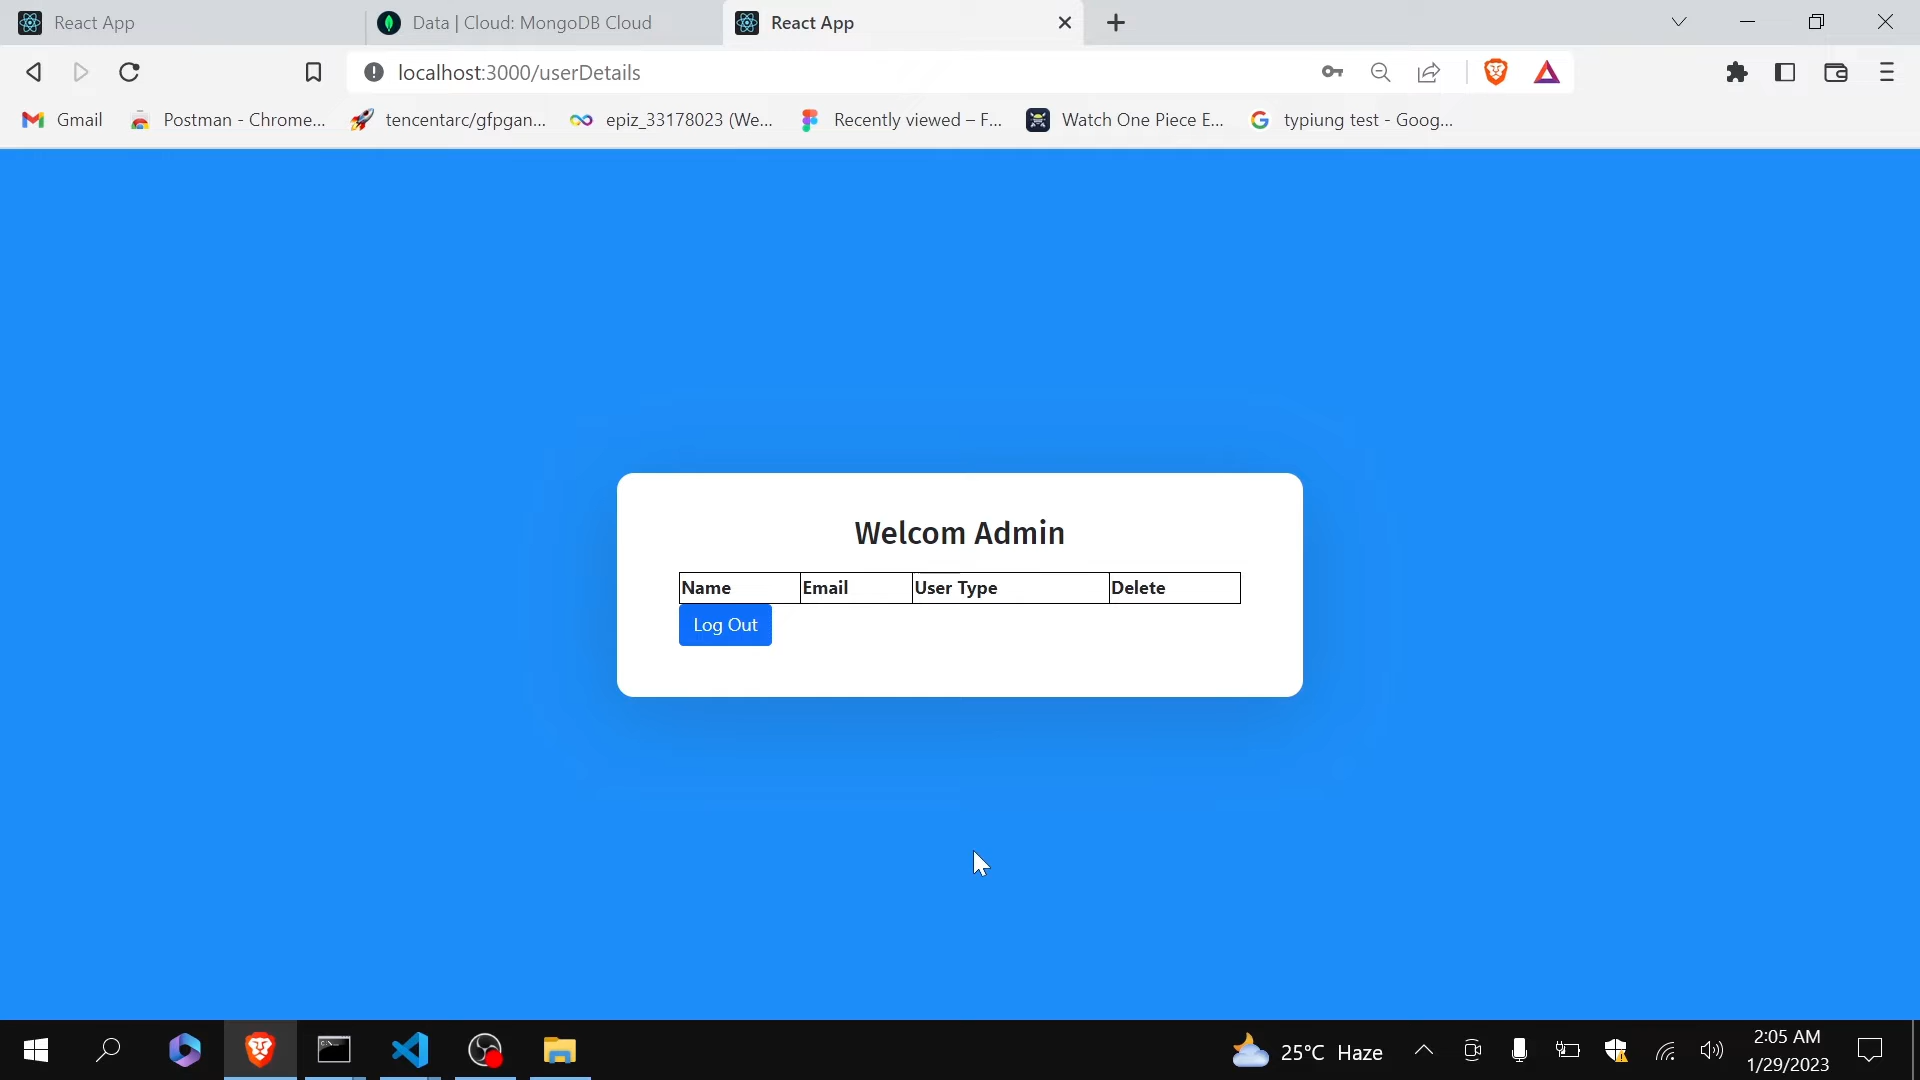 React App
Data | Cloud: MongoDB Cloud
React App
localhost:3000/userDetails
Gmail
Postman - Chrome...
tencentarc/gfpgan...
epiz_33178023 (We...
Recently viewed – F...
Watch One Piece E...
typiung test - Goog...
Welcom Admin
Name Email User Type Delete
Log Out
25°C Haze
2:05 AM
1/29/2023